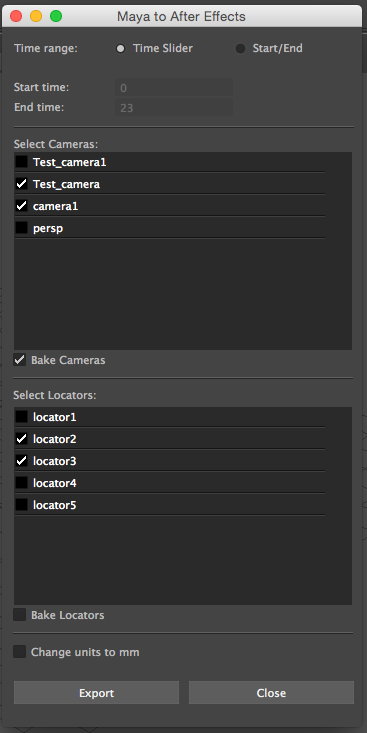 Maya to After Effects
Time range: Time Slider Start/End
Start time: 0
End time: 23
Select Cameras:
Test_camera1
Test_camera
camera1
persp
Bake Cameras
Select Locators:
locator1
locator2
locator3
locator4
locator5
Bake Locators
Change units to mm
Export Close